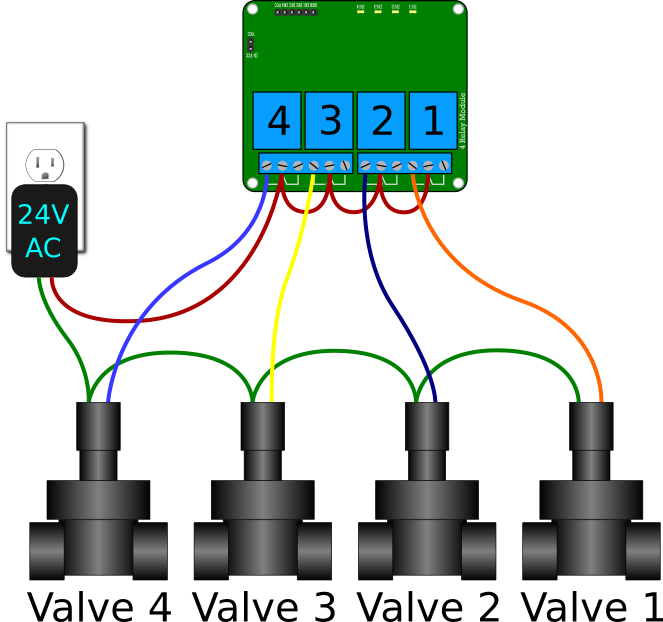 4
3
2
1
4 Relay Module
24V
AC
Valve 4
Valve 3
Valve 2
Valve 1